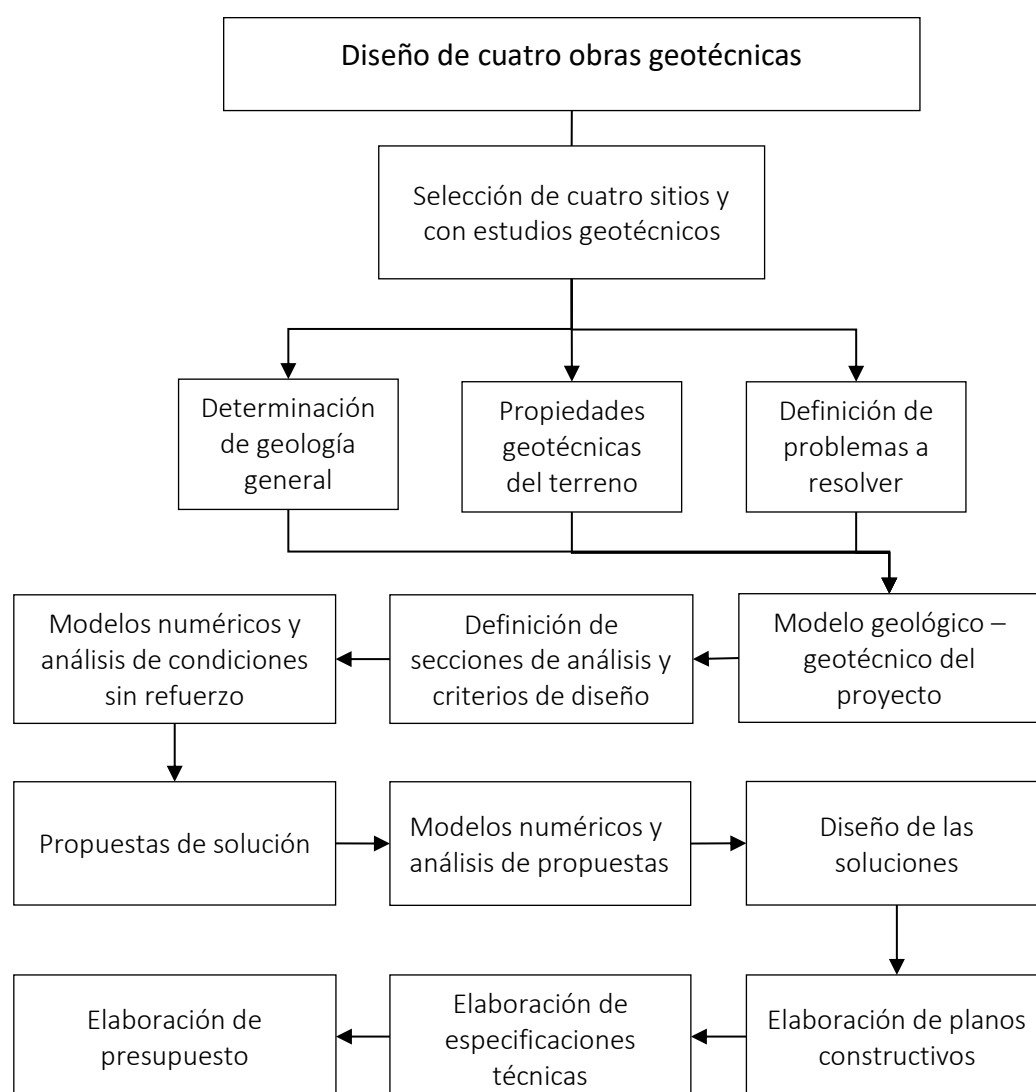 Diseño de cuatro obras geotécnicas
Selección de cuatro sitios y
con estudios geotécnicos
Determinación
de geología
general
Propiedades
geotécnicas
del terreno
Definición de
problemas a
resolver
Modelos numéricos y
análisis de condiciones
sin refuerzo
Definición de
secciones de análisis y
criterios de diseño
Modelo geológico –
geotécnico del
proyecto
Propuestas de solución
Modelos numéricos y
análisis de propuestas
Diseño de las
soluciones
Elaboración de
presupuesto
Elaboración de
especificaciones
técnicas
Elaboración de planos
constructivos